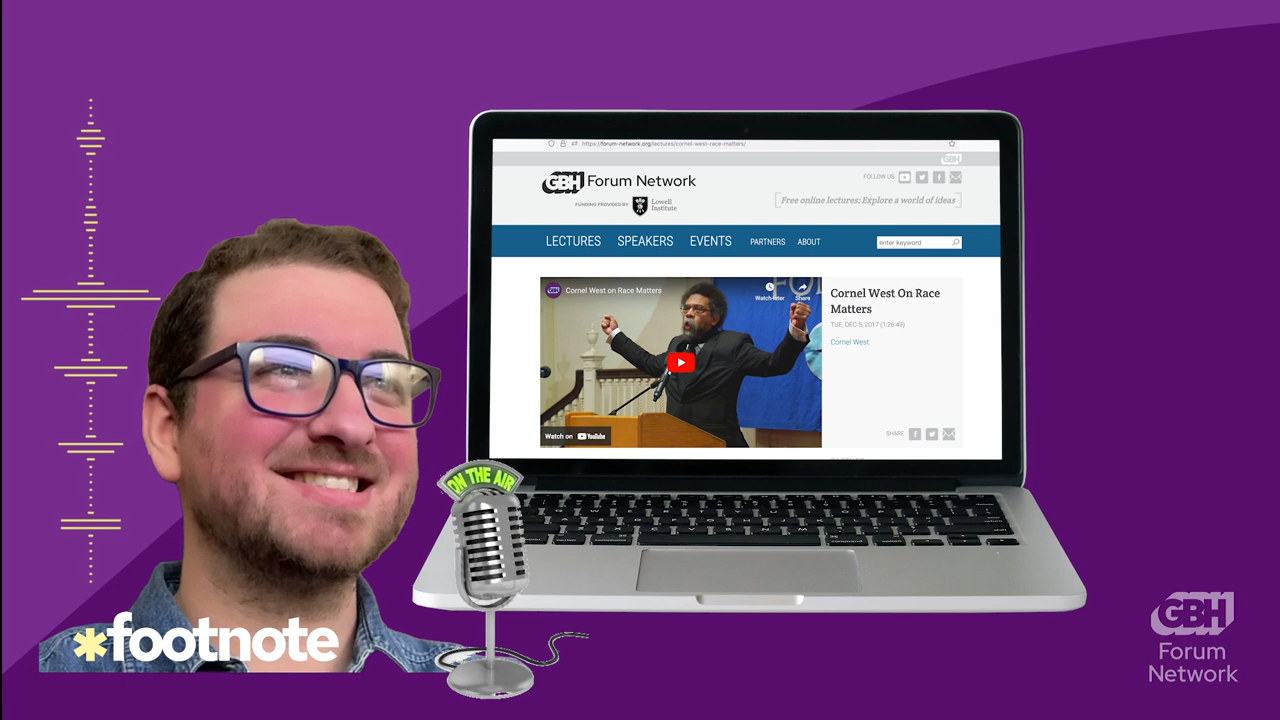 https://forum-network.org/lectures/cornel-west-race-matters/
GBH
GBH Forum Network
FUNDING PROVIDED BY Lowell Institute
FOLLOW US
Free online lectures: Explore a world of ideas
LECTURES SPEAKERS EVENTS PARTNERS ABOUT
enter keyword
GBH Cornel West on Race Matters
Watch later Share
Watch on YouTube
Cornel West On Race
Matters
TUE, DEC 5, 2017 (1:26:49)
Cornel West
SHARE
ON THE AIR
*footnote
GBH
Forum
Network